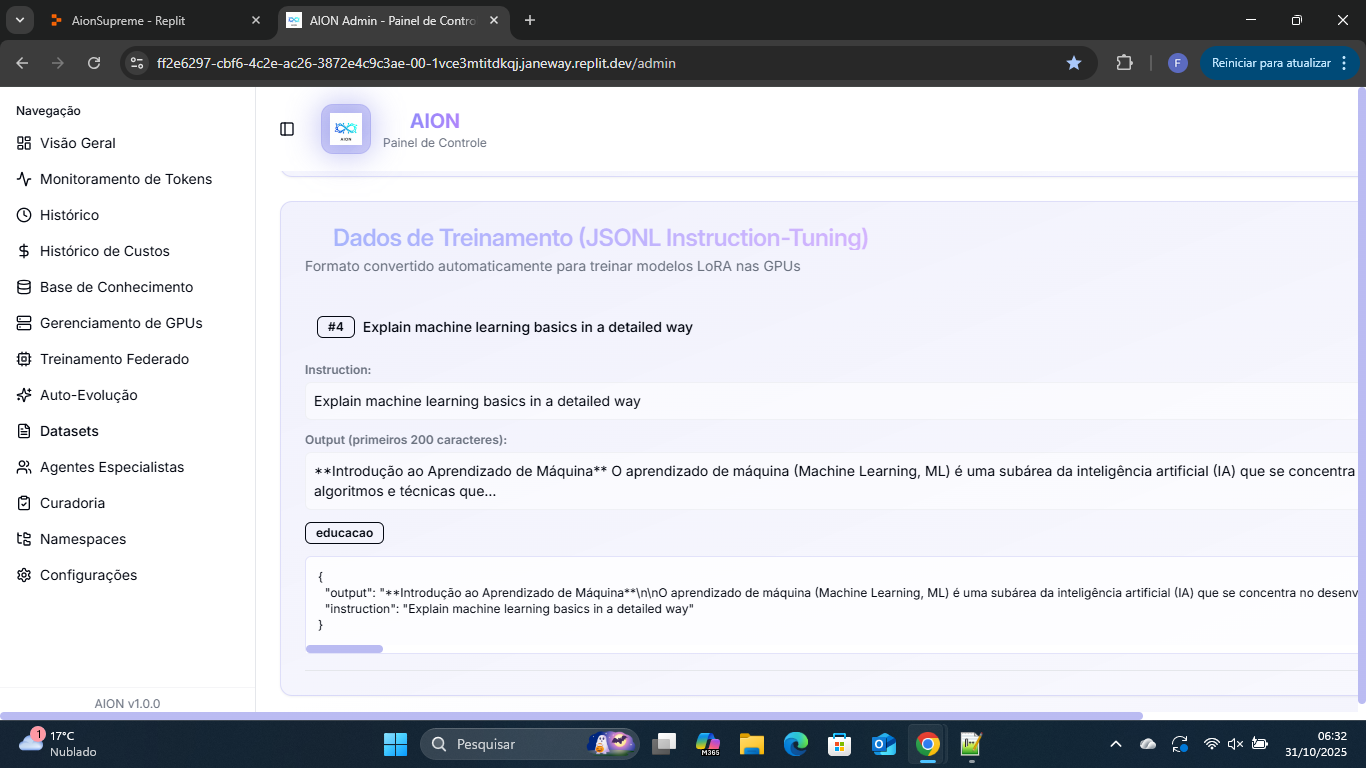 AionSupreme - Replit
AION Admin - Painel de Contro
ff2e6297-cbf6-4c2e-ac26-3872e4c9c3ae-00-1vce3mtitdkqj.janeway.replit.dev/admin
F
Reiniciar para atualizar
Navegação
Visão Geral
Monitoramento de Tokens
Histórico
Histórico de Custos
Base de Conhecimento
Gerenciamento de GPUs
Treinamento Federado
Auto-Evolução
Datasets
Agentes Especialistas
Curadoria
Namespaces
Configurações
AION v1.0.0
AION
AION
Painel de Controle
Dados de Treinamento (JSONL Instruction-Tuning)
Formato convertido automaticamente para treinar modelos LoRA nas GPUs
#4 Explain machine learning basics in a detailed way
Instruction:
Explain machine learning basics in a detailed way
Output (primeiros 200 caracteres):
**Introdução ao Aprendizado de Máquina** O aprendizado de máquina (Machine Learning, ML) é uma subárea da inteligência artificial (IA) que se concentra
algoritmos e técnicas que...
educacao
{
"output": "**Introdução ao Aprendizado de Máquina**\n\nO aprendizado de máquina (Machine Learning, ML) é uma subárea da inteligência artificial (IA) que se concentra no desenv
"instruction": "Explain machine learning basics in a detailed way"
}
1
17°C
Nublado
Pesquisar
M365
06:32
31/10/2025